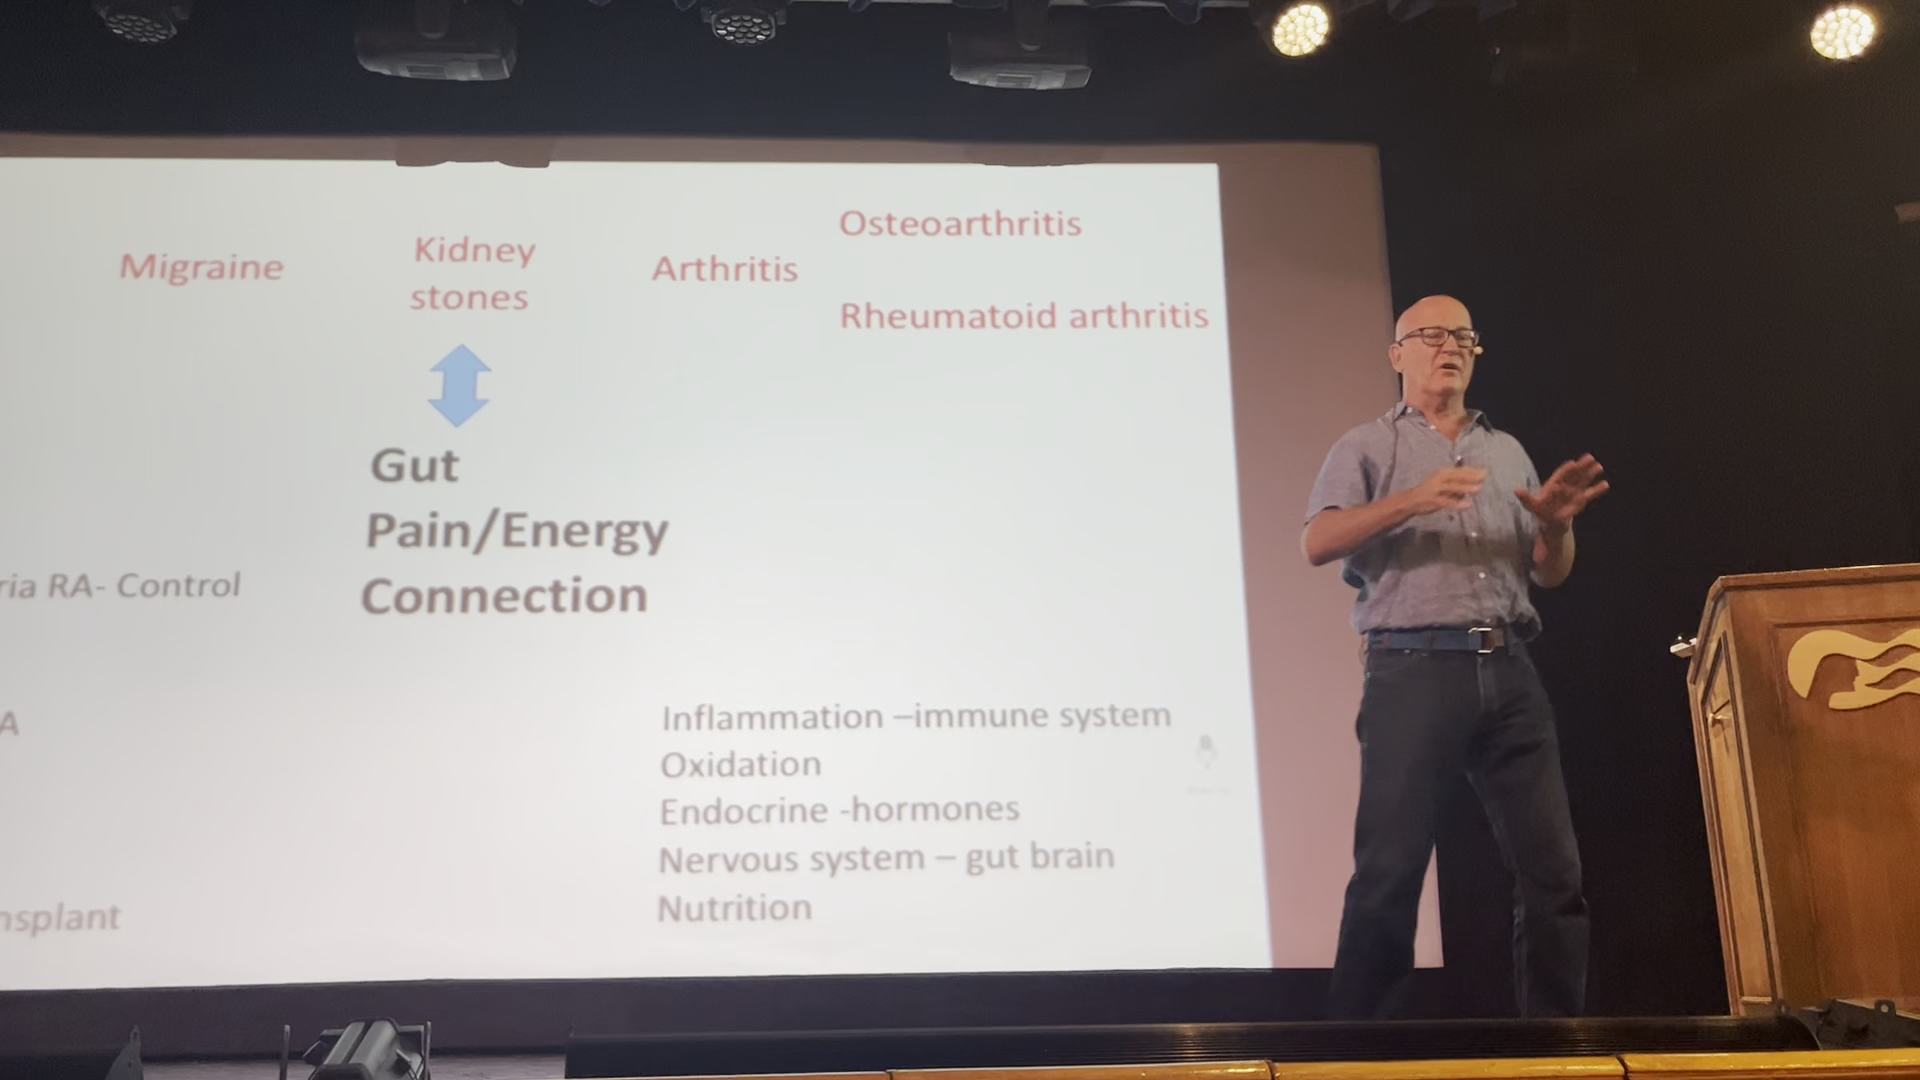 Osteoarthritis
Migraine
Kidney
stones
Arthritis
Rheumatoid arthritis
Gut
Pain/Energy
Connection
ria RA- Control
A
nsplant
Inflammation –immune system
Oxidation
Endocrine -hormones
Nervous system – gut brain
Nutrition